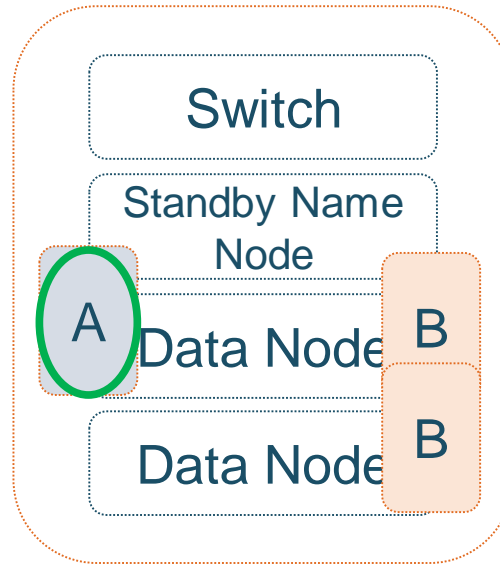 Switch
Standby Name
Node
A
Data Node
B
Data Node
B